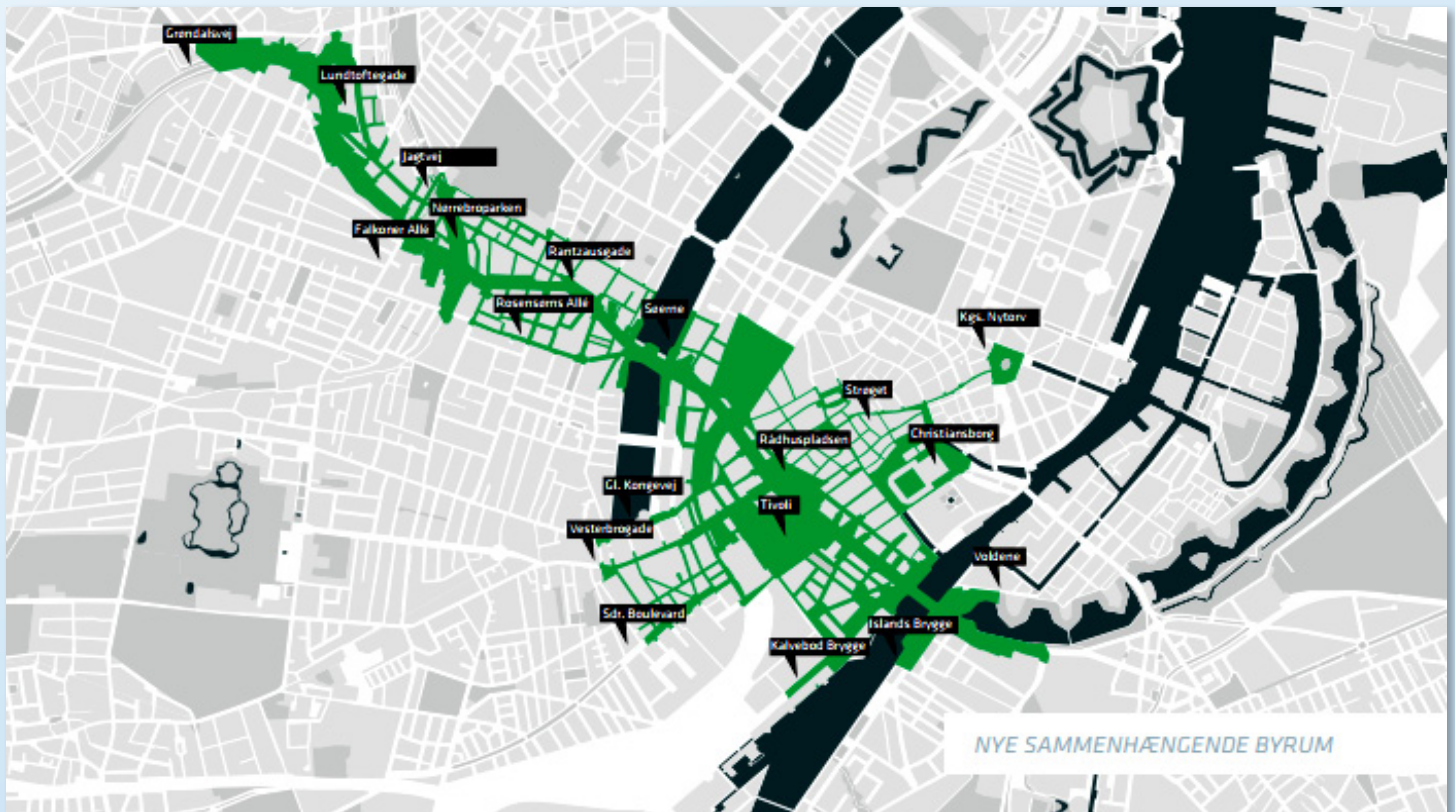 Grøndalsvej
Lundtoftegade
Jagtvej
Nørrebroparken
Falkoner Allé
Rantzausgade
Rosenørns Allé
Søerne
Kgs. Nytorv
Strøget
Christiansborg
Rådhuspladsen
Gl. Kongevej
Tivoli
Vesterbrogade
Voldene
Sdr. Boulevard
Islands Brygge
Kalvebod Brygge
NYE SAMMENHÆNGENDE BYRUM